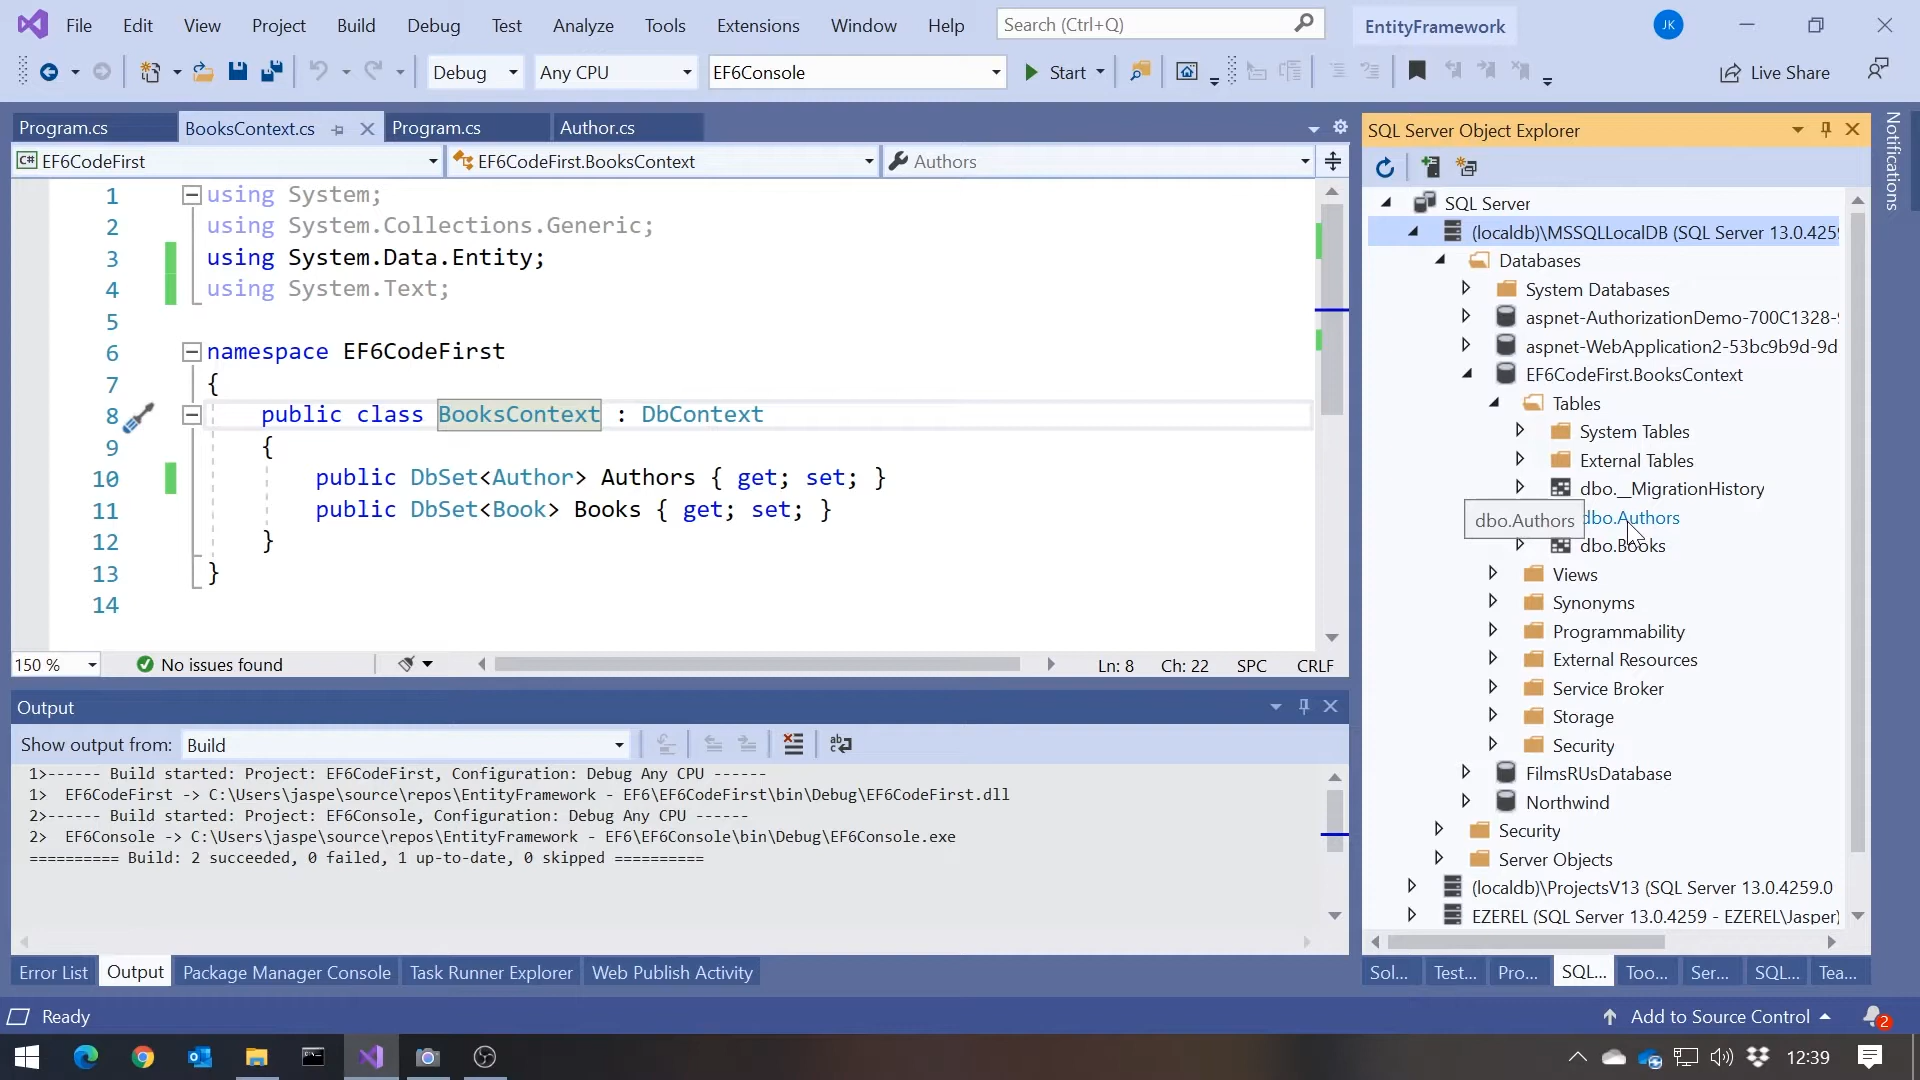 File Edit View Project Build Debug Test Analyze Tools Extensions Window Help Search (Ctrl+Q) EntityFramework JK
Debug Any CPU EF6Console Start Live Share
Program.cs BooksContext.cs Program.cs Author.cs
EF6CodeFirst EF6CodeFirst.BooksContext Authors
1 using System;
2 using System.Collections.Generic;
3 using System.Data.Entity;
4 using System.Text;
5
6 namespace EF6CodeFirst
7 {
8 public class BooksContext : DbContext
9 {
10 public DbSet<Author> Authors { get; set; }
11 public DbSet<Book> Books { get; set; }
12 }
13 }
14
150 % No issues found Ln: 8 Ch: 22 SPC CRLF
Output
Show output from: Build
1>------ Build started: Project: EF6CodeFirst, Configuration: Debug Any CPU ------
1>  EF6CodeFirst -> C:\Users\jaspe\source\repos\EntityFramework - EF6\EF6CodeFirst\bin\Debug\EF6CodeFirst.dll
2>------ Build started: Project: EF6Console, Configuration: Debug Any CPU ------
2>  EF6Console -> C:\Users\jaspe\source\repos\EntityFramework - EF6\EF6Console\bin\Debug\EF6Console.exe
========== Build: 2 succeeded, 0 failed, 1 up-to-date, 0 skipped ==========
Error List Output Package Manager Console Task Runner Explorer Web Publish Activity
SQL Server Object Explorer
SQL Server
(localdb)\MSSQLLocalDB (SQL Server 13.0.4259
Databases
System Databases
aspnet-AuthorizationDemo-700C1328-9
aspnet-WebApplication2-53bc9b9d-9d
EF6CodeFirst.BooksContext
Tables
System Tables
External Tables
dbo.__MigrationHistory
dbo.Authors
dbo.Authors
dbo.Books
Views
Synonyms
Programmability
External Resources
Service Broker
Storage
Security
FilmsRUsDatabase
Northwind
Security
Server Objects
(localdb)\ProjectsV13 (SQL Server 13.0.4259.0
EZEREL (SQL Server 13.0.4259 - EZEREL\Jasper)
Sol... Test... Pro... SQL... Too... Ser... SQL... Tea...
Notifications
Ready Add to Source Control 2
12:39